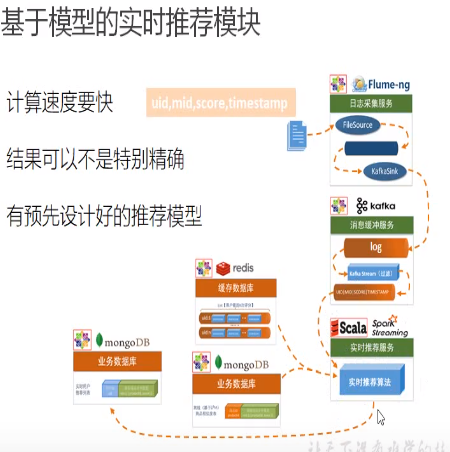 基于模型的实时推荐模块
计算速度要快
uid,mid,score,timestamp
结果可以不是特别精确
有预先设计好的推荐模型
Flume-ng
日志采集服务
FileSource
KafkaSink
kafka
消息缓冲服务
log
Kafka Stream（过滤）
UID|MID|SCORE|TIMESTAMP
redis
缓存数据库
Scala
Spark Streaming
实时推荐服务
实时推荐算法
mongoDB
业务数据库
mongoDB
业务数据库